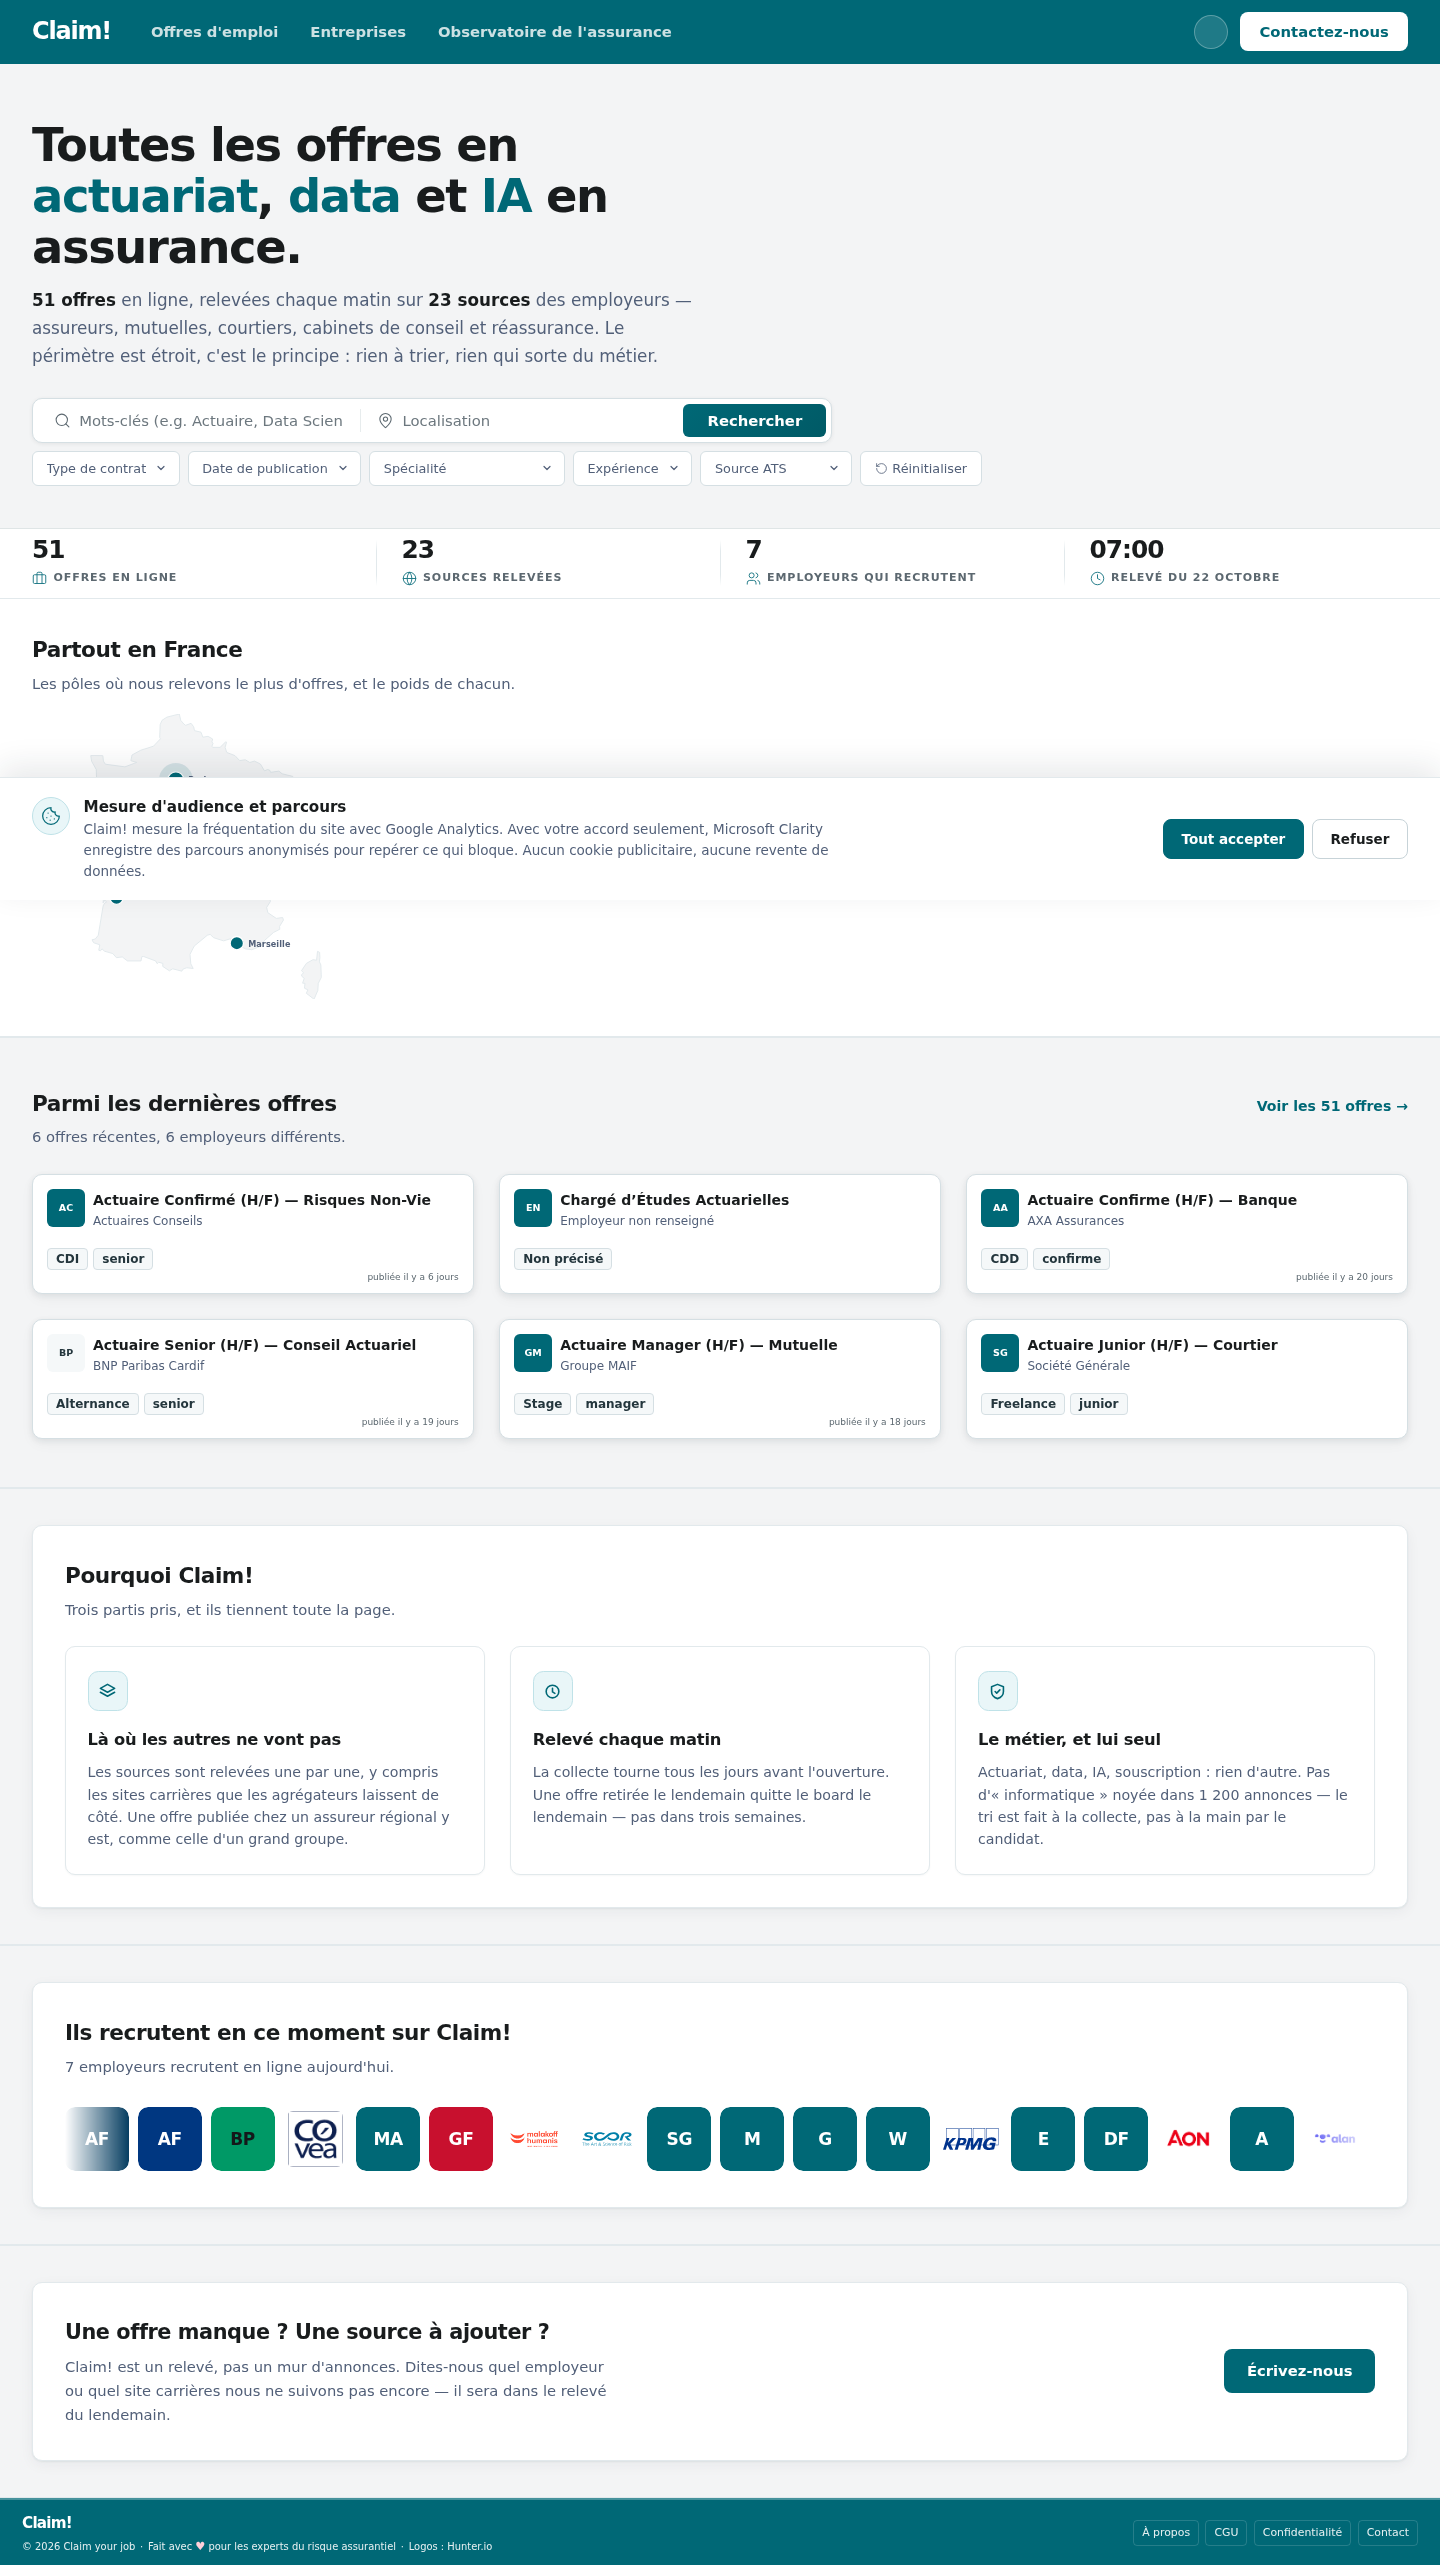 Claim!
Offres d'emploi
Entreprises
Observatoire de l'assurance
Contactez-nous
Toutes les offres en
actuariat, data et IA en
assurance.
51 offres en ligne, relevées chaque matin sur 23 sources des employeurs —
assureurs, mutuelles, courtiers, cabinets de conseil et réassurance. Le
périmètre est étroit, c'est le principe : rien à trier, rien qui sorte du métier.
Mots-clés (e.g. Actuaire, Data Scien
Localisation
Rechercher
Type de contrat
Date de publication
Spécialité
Expérience
Source ATS
Réinitialiser
51
OFFRES EN LIGNE
23
SOURCES RELEVÉES
7
EMPLOYEURS QUI RECRUTENT
07:00
RELEVÉ DU 22 OCTOBRE
Partout en France
Les pôles où nous relevons le plus d'offres, et le poids de chacun.
Mesure d'audience et parcours
Claim! mesure la fréquentation du site avec Google Analytics. Avec votre accord seulement, Microsoft Clarity
enregistre des parcours anonymisés pour repérer ce qui bloque. Aucun cookie publicitaire, aucune revente de
données.
Tout accepter
Refuser
Marseille
Parmi les dernières offres
Voir les 51 offres →
6 offres récentes, 6 employeurs différents.
AC
Actuaire Confirmé (H/F) — Risques Non-Vie
Actuaires Conseils
CDI
senior
publiée il y a 6 jours
EN
Chargé d’Études Actuarielles
Employeur non renseigné
Non précisé
AA
Actuaire Confirme (H/F) — Banque
AXA Assurances
CDD
confirme
publiée il y a 20 jours
BP
Actuaire Senior (H/F) — Conseil Actuariel
BNP Paribas Cardif
Alternance
senior
publiée il y a 19 jours
GM
Actuaire Manager (H/F) — Mutuelle
Groupe MAIF
Stage
manager
publiée il y a 18 jours
SG
Actuaire Junior (H/F) — Courtier
Société Générale
Freelance
junior
Pourquoi Claim!
Trois partis pris, et ils tiennent toute la page.
Là où les autres ne vont pas
Les sources sont relevées une par une, y compris
les sites carrières que les agrégateurs laissent de
côté. Une offre publiée chez un assureur régional y
est, comme celle d'un grand groupe.
Relevé chaque matin
La collecte tourne tous les jours avant l'ouverture.
Une offre retirée le lendemain quitte le board le
lendemain — pas dans trois semaines.
Le métier, et lui seul
Actuariat, data, IA, souscription : rien d'autre. Pas
d'« informatique » noyée dans 1 200 annonces — le
tri est fait à la collecte, pas à la main par le
candidat.
Ils recrutent en ce moment sur Claim!
7 employeurs recrutent en ligne aujourd'hui.
AF
AF
BP
covea
MA
GF
malakoff
humanis
SCOR
The Art & Science of Risk
SG
M
G
W
KPMG
E
DF
AON
A
alan
Une offre manque ? Une source à ajouter ?
Claim! est un relevé, pas un mur d'annonces. Dites-nous quel employeur
ou quel site carrières nous ne suivons pas encore — il sera dans le relevé
du lendemain.
Écrivez-nous
Claim!
© 2026 Claim your job · Fait avec ♥ pour les experts du risque assurantiel · Logos : Hunter.io
À propos
CGU
Confidentialité
Contact